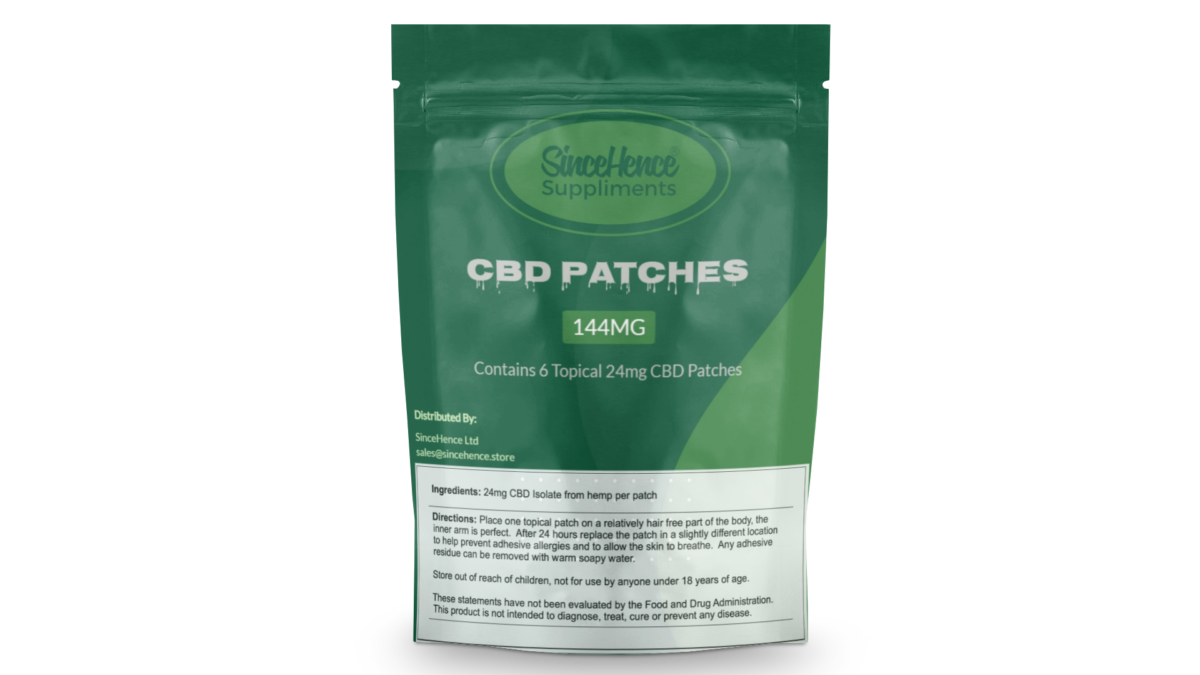 SinceHence®
Suppliments
CBD PATCHES
144MG
Contains 6 Topical 24mg CBD Patches
Distributed By:
SinceHence Ltd
sales@sincehence.store
Ingredients: 24mg CBD Isolate from hemp per patch
Directions: Place one topical patch on a relatively hair free part of the body, the
inner arm is perfect. After 24 hours replace the patch in a slightly different location
to help prevent adhesive allergies and to allow the skin to breathe. Any adhesive
residue can be removed with warm soapy water.
Store out of reach of children, not for use by anyone under 18 years of age.
These statements have not been evaluated by the Food and Drug Administration.
This product is not intended to diagnose, treat, cure or prevent any disease.